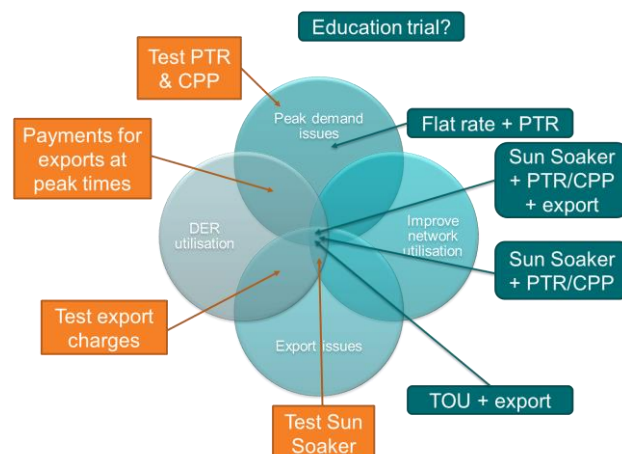 Education trial?
Test PTR
& CPP
Peak demand
issues
Flat rate + PTR
Payments for
exports at
peak times
Sun Soaker
+ PTR/CPP
+ export
DER
utilisation
Improve
network
utilisation
Sun Soaker
+ PTR/CPP
Test export
charges
Export issues
TOU + export
Test Sun
Soaker